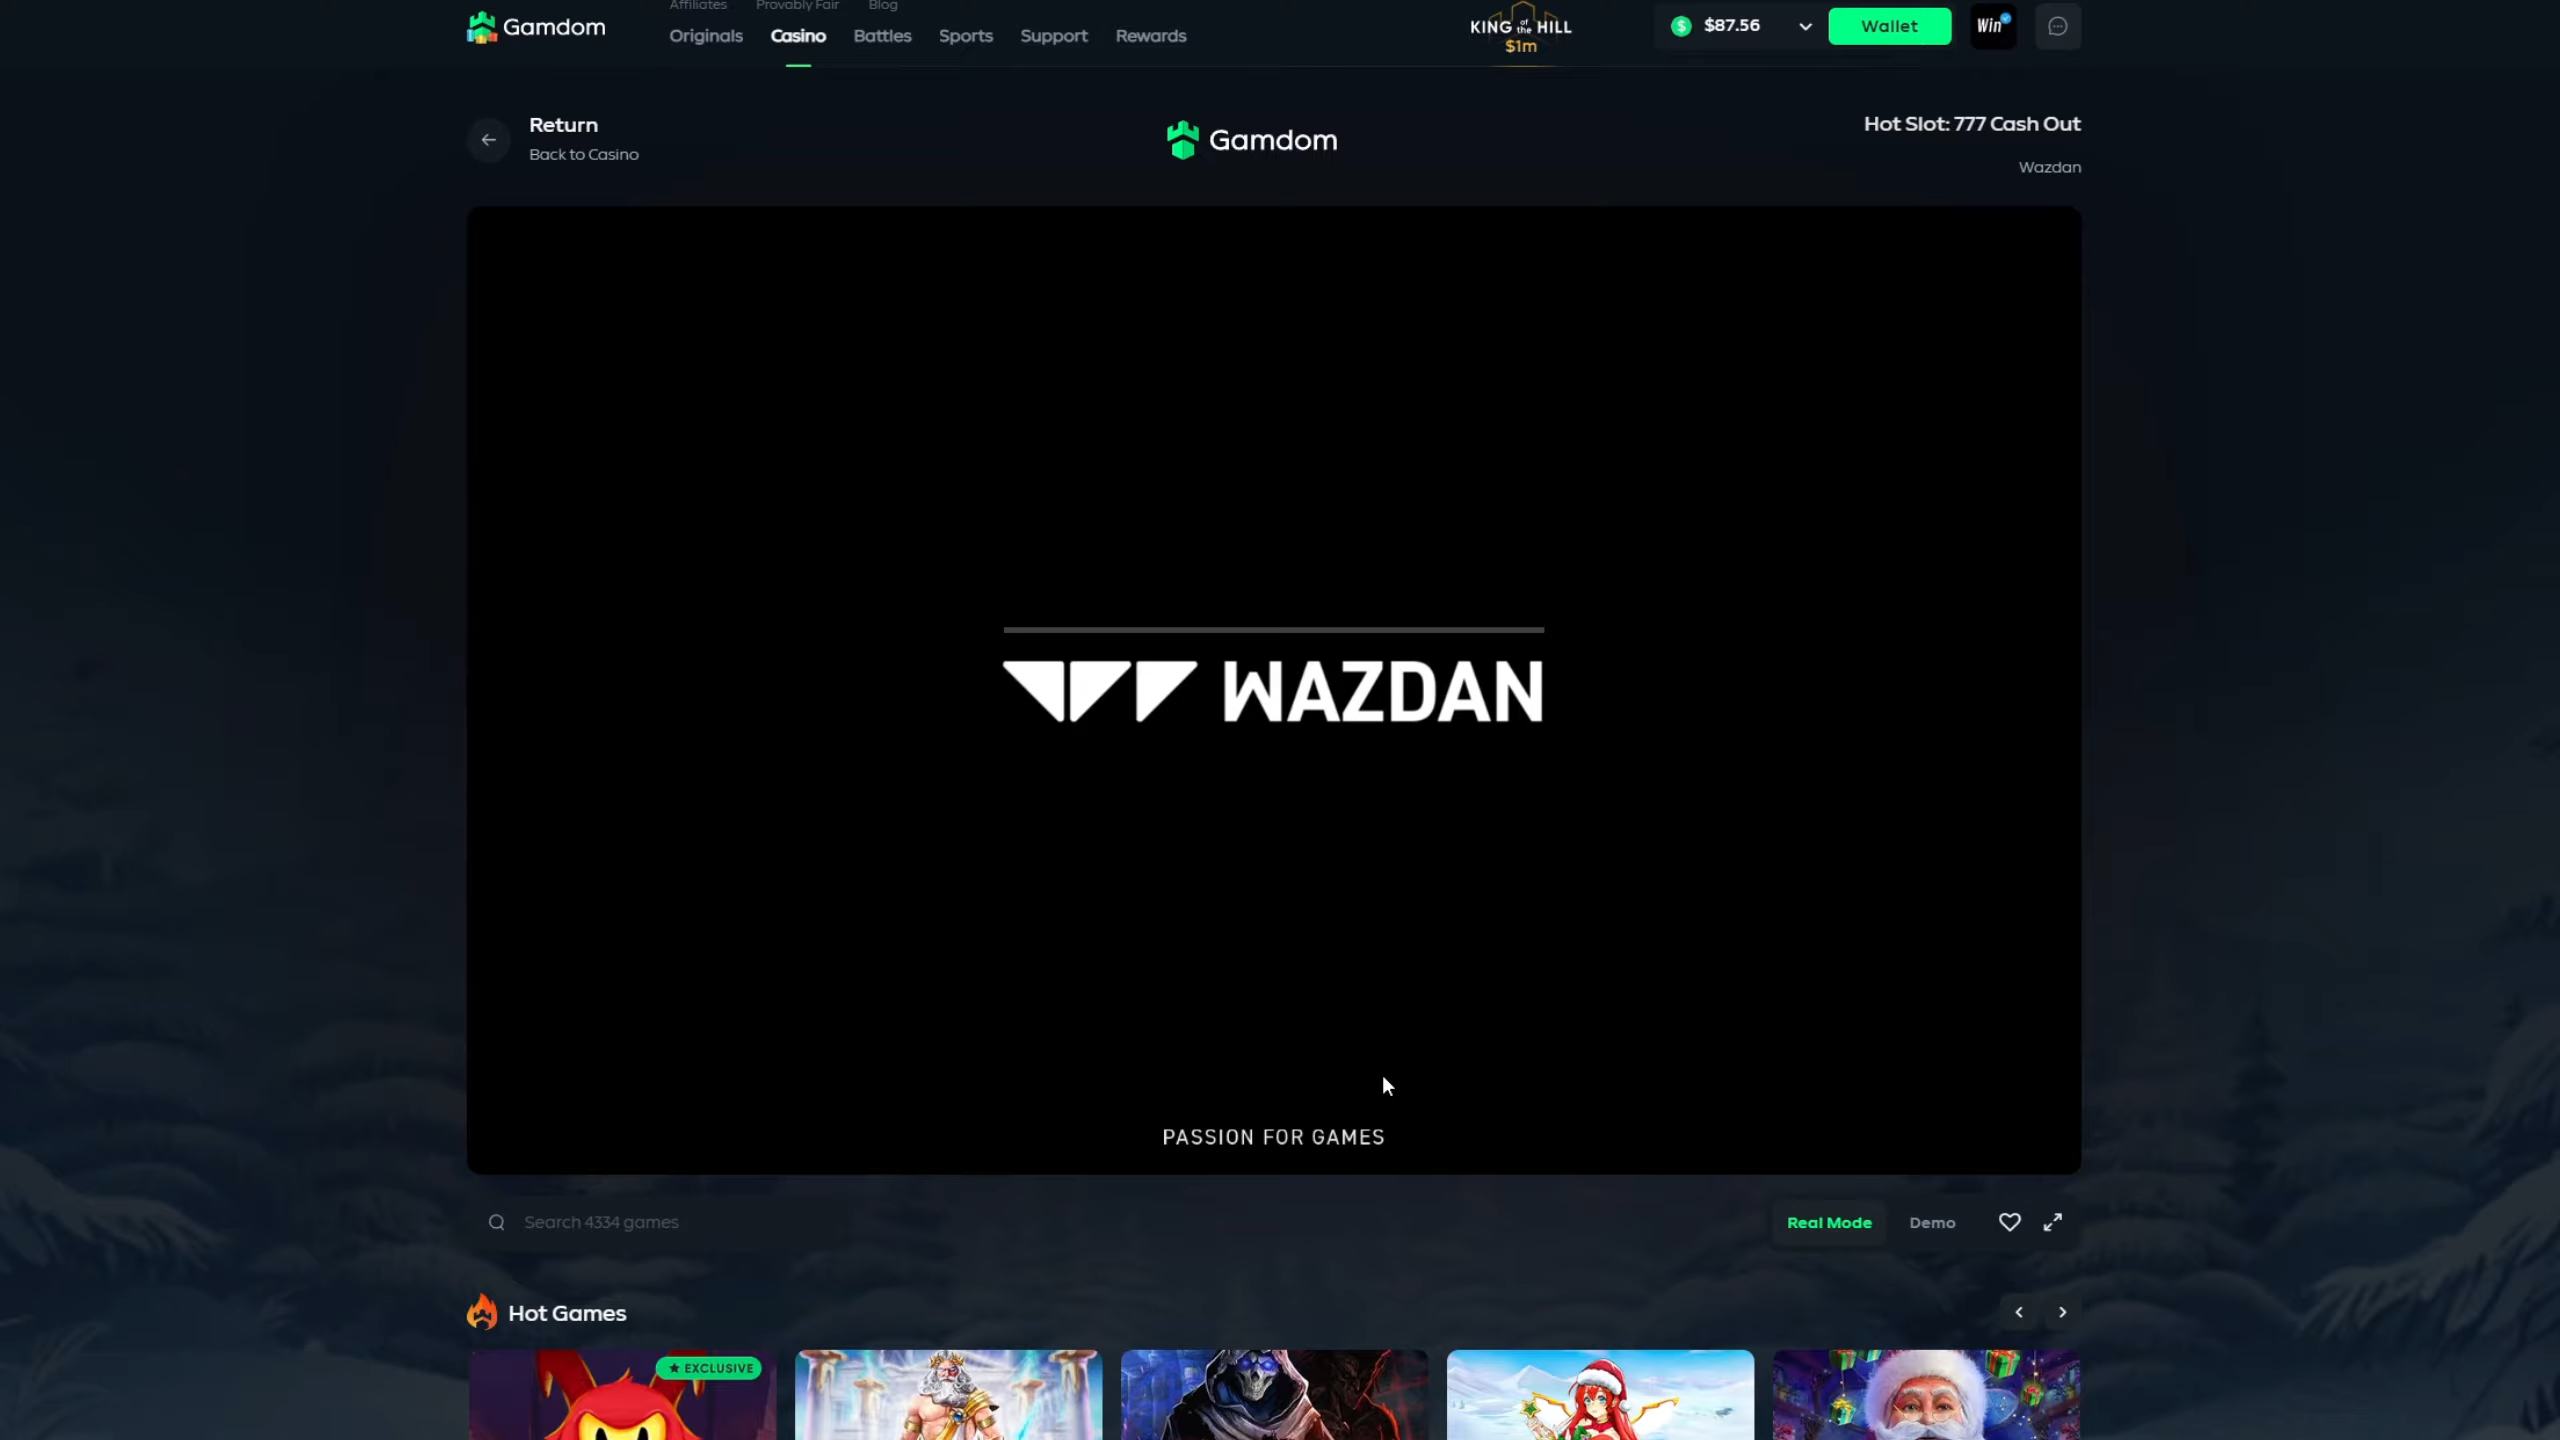 Affiliates Provably Fair Blog
Gamdom
Originals Casino Battles Sports Support Rewards
KING of the HILL
$1m
$87.56
Wallet
Win
Return
Back to Casino
Gamdom
Hot Slot: 777 Cash Out
Wazdan
WAZDAN
PASSION FOR GAMES
Search 4334 games
Real Mode
Demo
Hot Games
EXCLUSIVE